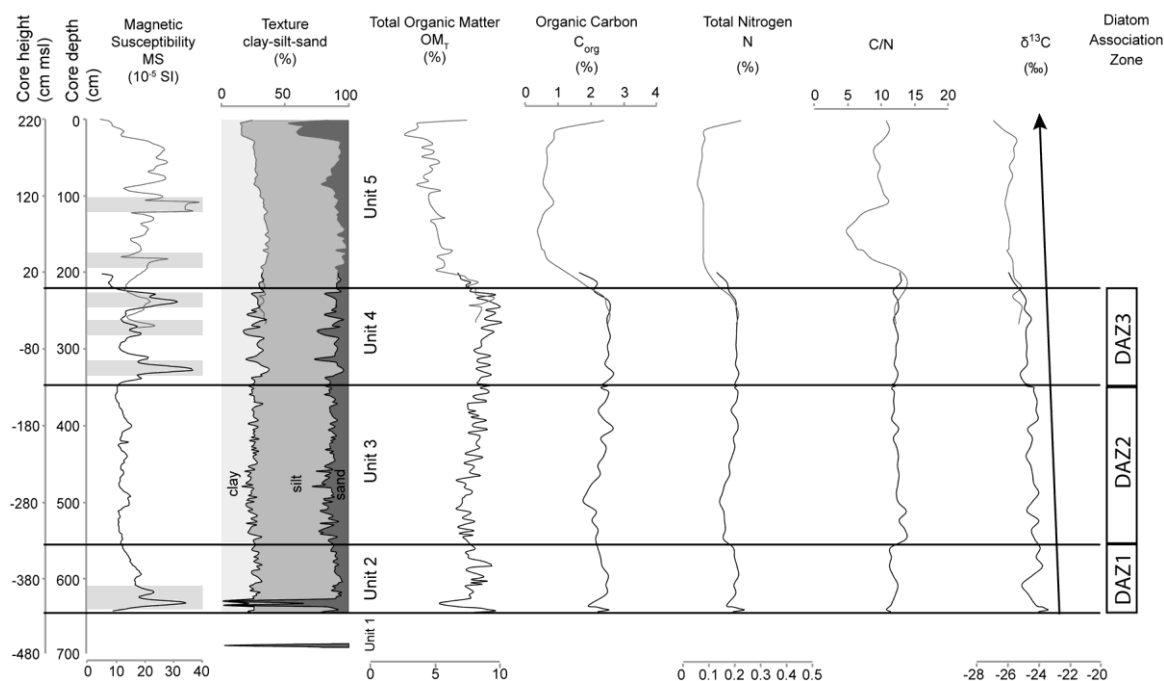 Core height
(cm msl)
Core depth
(cm)
Magnetic
Susceptibility
MS
(10-5 SI)
Texture
clay-silt-sand
(%)
Total Organic Matter
OMT
(%)
Organic Carbon
Corg
(%)
Total Nitrogen
N
(%)
C/N
δ13C
(‰)
Diatom
Association
Zone
0 50 100
0 1 2 3 4
0 5 10 15 20
220 0
120 100
20 200
-80 300
-180 400
-280 500
-380 600
-480 700
Unit 5
Unit 4
Unit 3
Unit 2
Unit 1
clay
silt
sand
DAZ3
DAZ2
DAZ1
0 10 20 30 40
0 5 10
0 0.1 0.2 0.3 0.4 0.5
-28 -26 -24 -22 -20